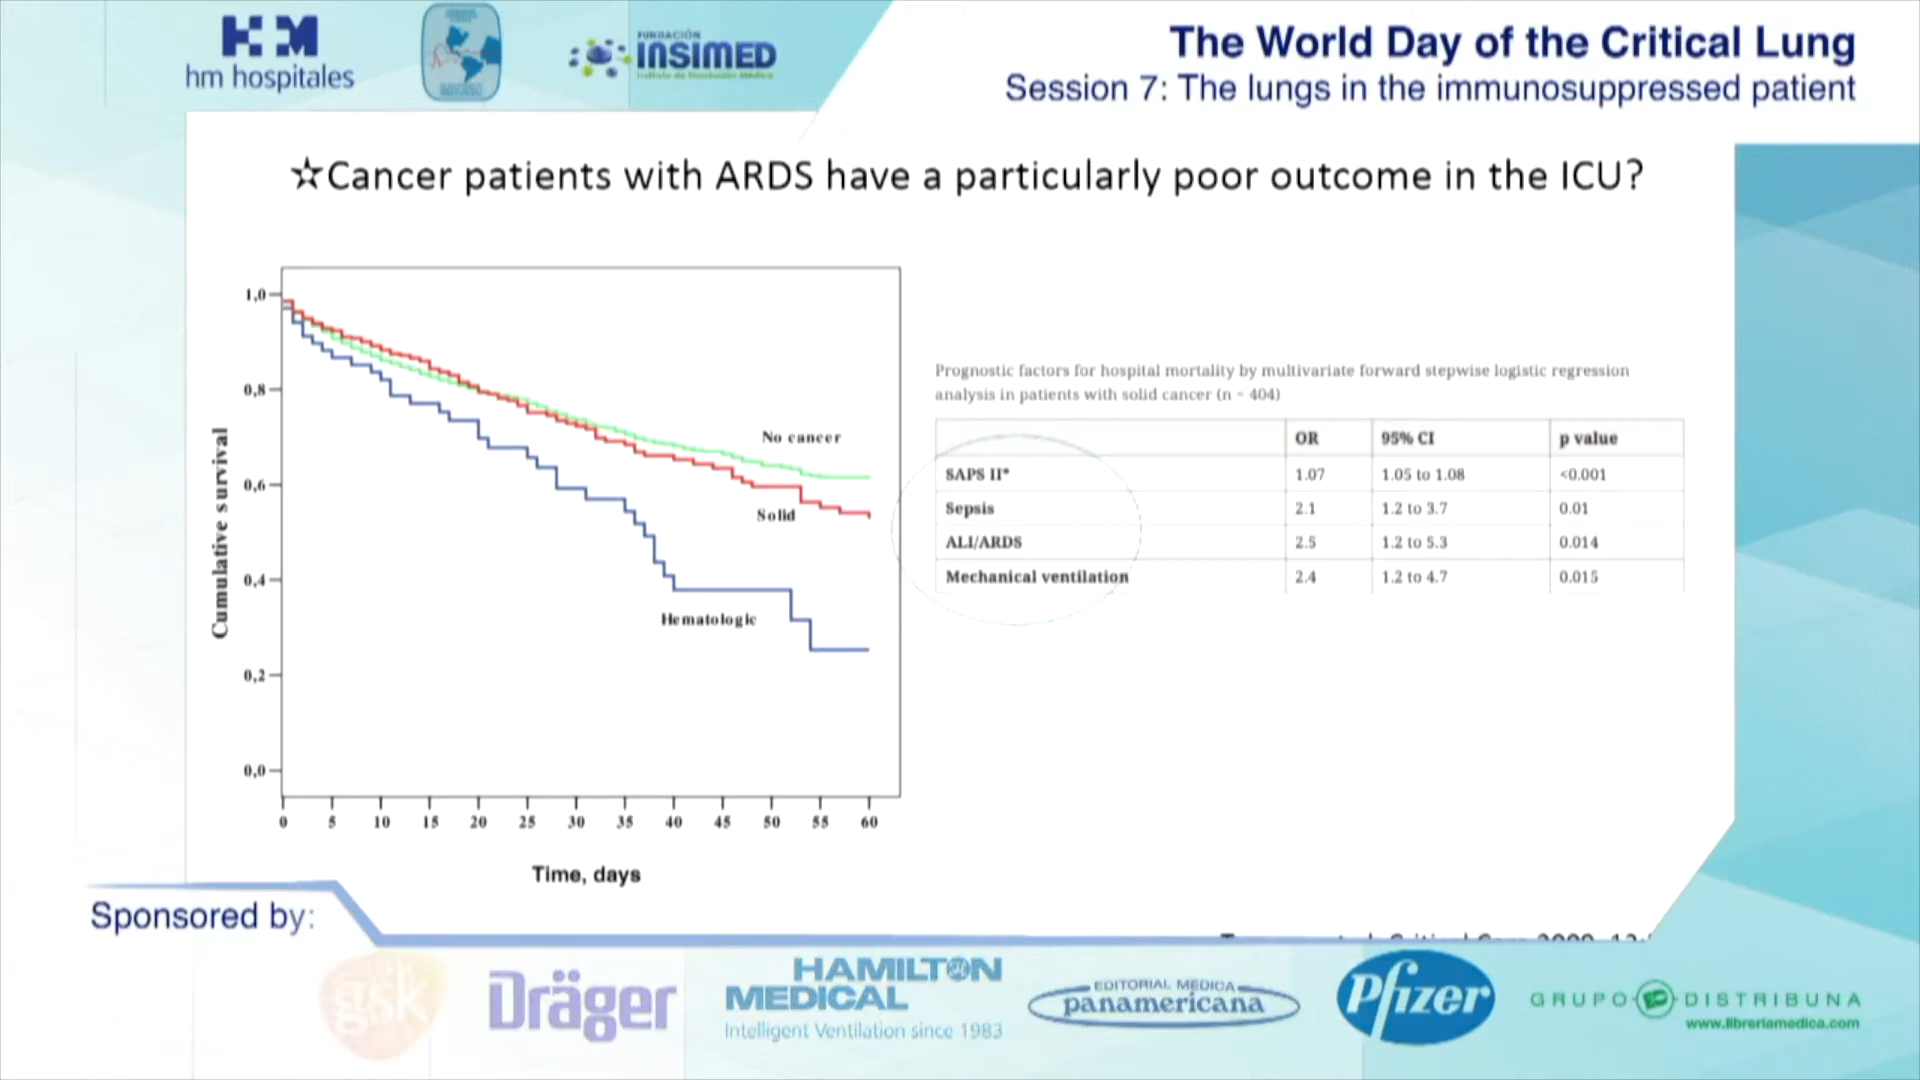 hm hospitales
FUNDACIÓN
INSIMED
The World Day of the Critical Lung
Session 7: The lungs in the immunosuppressed patient
☆Cancer patients with ARDS have a particularly poor outcome in the ICU?
Cumulative survival
1,0
0,8
0,6
0,4
0,2
0,0
No cancer
Solid
Hematologic
0 5 10 15 20 25 30 35 40 45 50 55 60
Time, days
Prognostic factors for hospital mortality by multivariate forward stepwise logistic regression
analysis in patients with solid cancer (n = 404)
OR 95% CI p value
SAPS II* 1.07 1.05 to 1.08 <0.001
Sepsis 2.1 1.2 to 3.7 0.01
ALI/ARDS 2.5 1.2 to 5.3 0.014
Mechanical ventilation 2.4 1.2 to 4.7 0.015
Sponsored by:
gsk
Dräger
HAMILTON
MEDICAL
Intelligent Ventilation since 1983
EDITORIAL MEDICA
panamericana
Pfizer
GRUPO DISTRIBUNA
www.libreriamedica.com